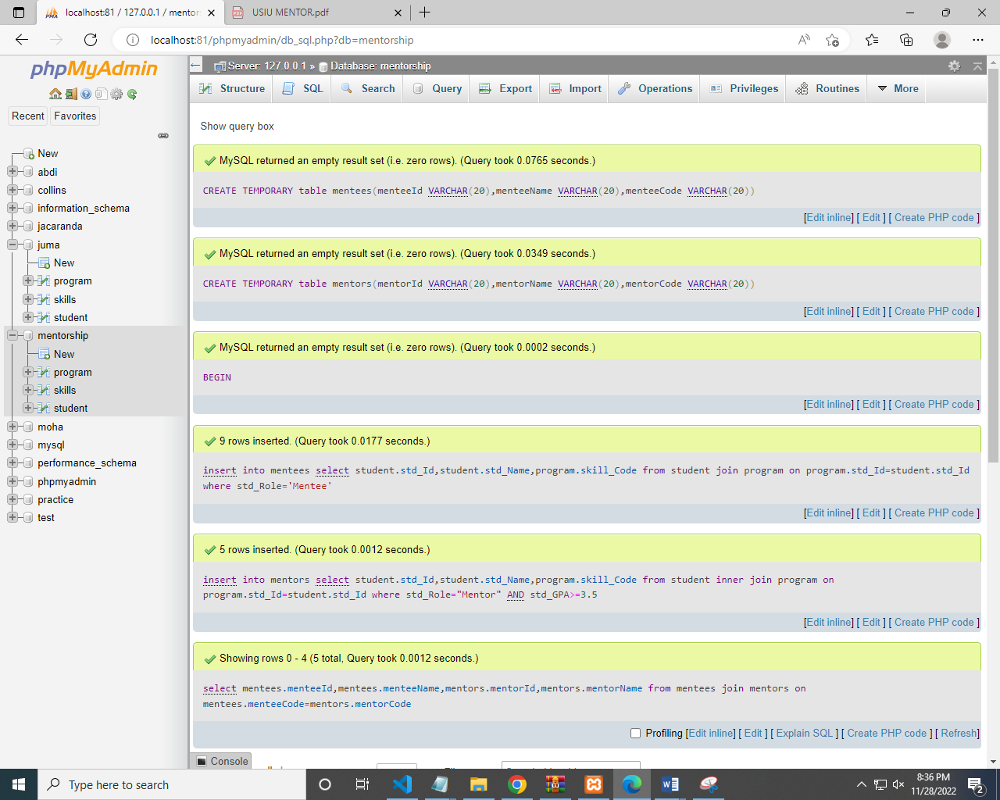 localhost:81 / 127.0.0.1 / mentors
USIU MENTOR.pdf
localhost:81/phpmyadmin/db_sql.php?db=mentorship
phpMyAdmin
Recent
Favorites
New
abdi
collins
information_schema
jacaranda
juma
New
program
skills
student
mentorship
New
program
skills
student
moha
mysql
performance_schema
phpmyadmin
practice
test
Server: 127.0.0.1 » Database: mentorship
Structure SQL Search Query Export Import Operations Privileges Routines More
Show query box
MySQL returned an empty result set (i.e. zero rows). (Query took 0.0765 seconds.)
CREATE TEMPORARY table mentees(menteeId VARCHAR(20),menteeName VARCHAR(20),menteeCode VARCHAR(20))
[Edit inline] [ Edit ] [ Create PHP code ]
MySQL returned an empty result set (i.e. zero rows). (Query took 0.0349 seconds.)
CREATE TEMPORARY table mentors(mentorId VARCHAR(20),mentorName VARCHAR(20),mentorCode VARCHAR(20))
[Edit inline] [ Edit ] [ Create PHP code ]
MySQL returned an empty result set (i.e. zero rows). (Query took 0.0002 seconds.)
BEGIN
[Edit inline] [ Edit ] [ Create PHP code ]
9 rows inserted. (Query took 0.0177 seconds.)
insert into mentees select student.std_Id,student.std_Name,program.skill_Code from student join program on program.std_Id=student.std_Id
where std_Role='Mentee'
[Edit inline] [ Edit ] [ Create PHP code ]
5 rows inserted. (Query took 0.0012 seconds.)
insert into mentors select student.std_Id,student.std_Name,program.skill_Code from student inner join program on
program.std_Id=student.std_Id where std_Role="Mentor" AND std_GPA>=3.5
[Edit inline] [ Edit ] [ Create PHP code ]
Showing rows 0 - 4 (5 total, Query took 0.0012 seconds.)
select mentees.menteeId,mentees.menteeName,mentors.mentorId,mentors.mentorName from mentees join mentors on
mentees.menteeCode=mentors.mentorCode
Profiling [Edit inline] [ Edit ] [ Explain SQL ] [ Create PHP code ] [ Refresh]
Console
Type here to search
8:36 PM
11/28/2022
2